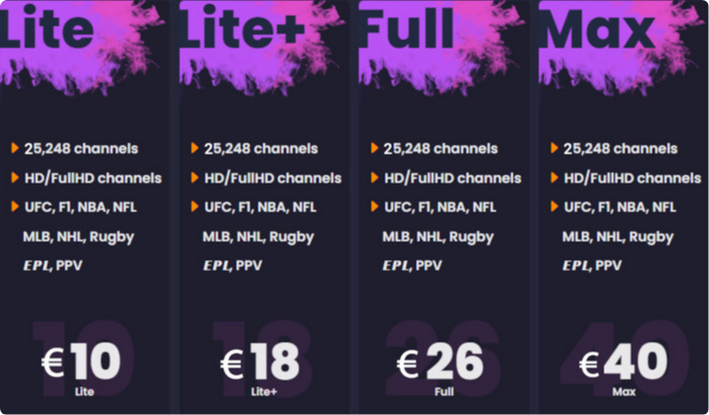 Lite
25,248 channels
HD/FullHD channels
UFC, F1, NBA, NFL
MLB, NHL, Rugby
EPL, PPV
10
€10
Lite
Lite+
25,248 channels
HD/FullHD channels
UFC, F1, NBA, NFL
MLB, NHL, Rugby
EPL, PPV
18
€18
Lite+
Full
25,248 channels
HD/FullHD channels
UFC, F1, NBA, NFL
MLB, NHL, Rugby
EPL, PPV
26
€26
Full
Max
25,248 channels
HD/FullHD channels
UFC, F1, NBA, NFL
MLB, NHL, Rugby
EPL, PPV
40
€40
Max